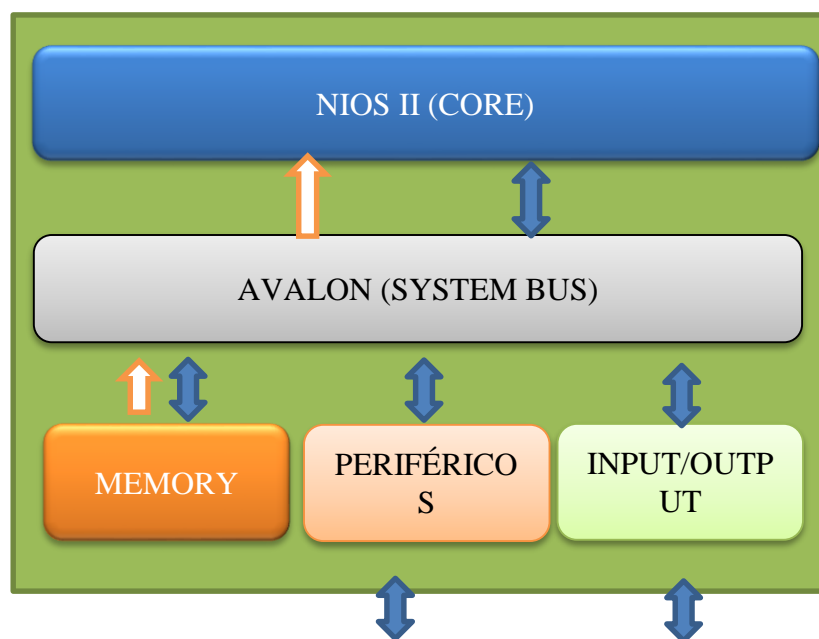 NIOS II (CORE)
AVALON (SYSTEM BUS)
MEMORY
PERIFÉRICO
S
INPUT/OUTP
UT